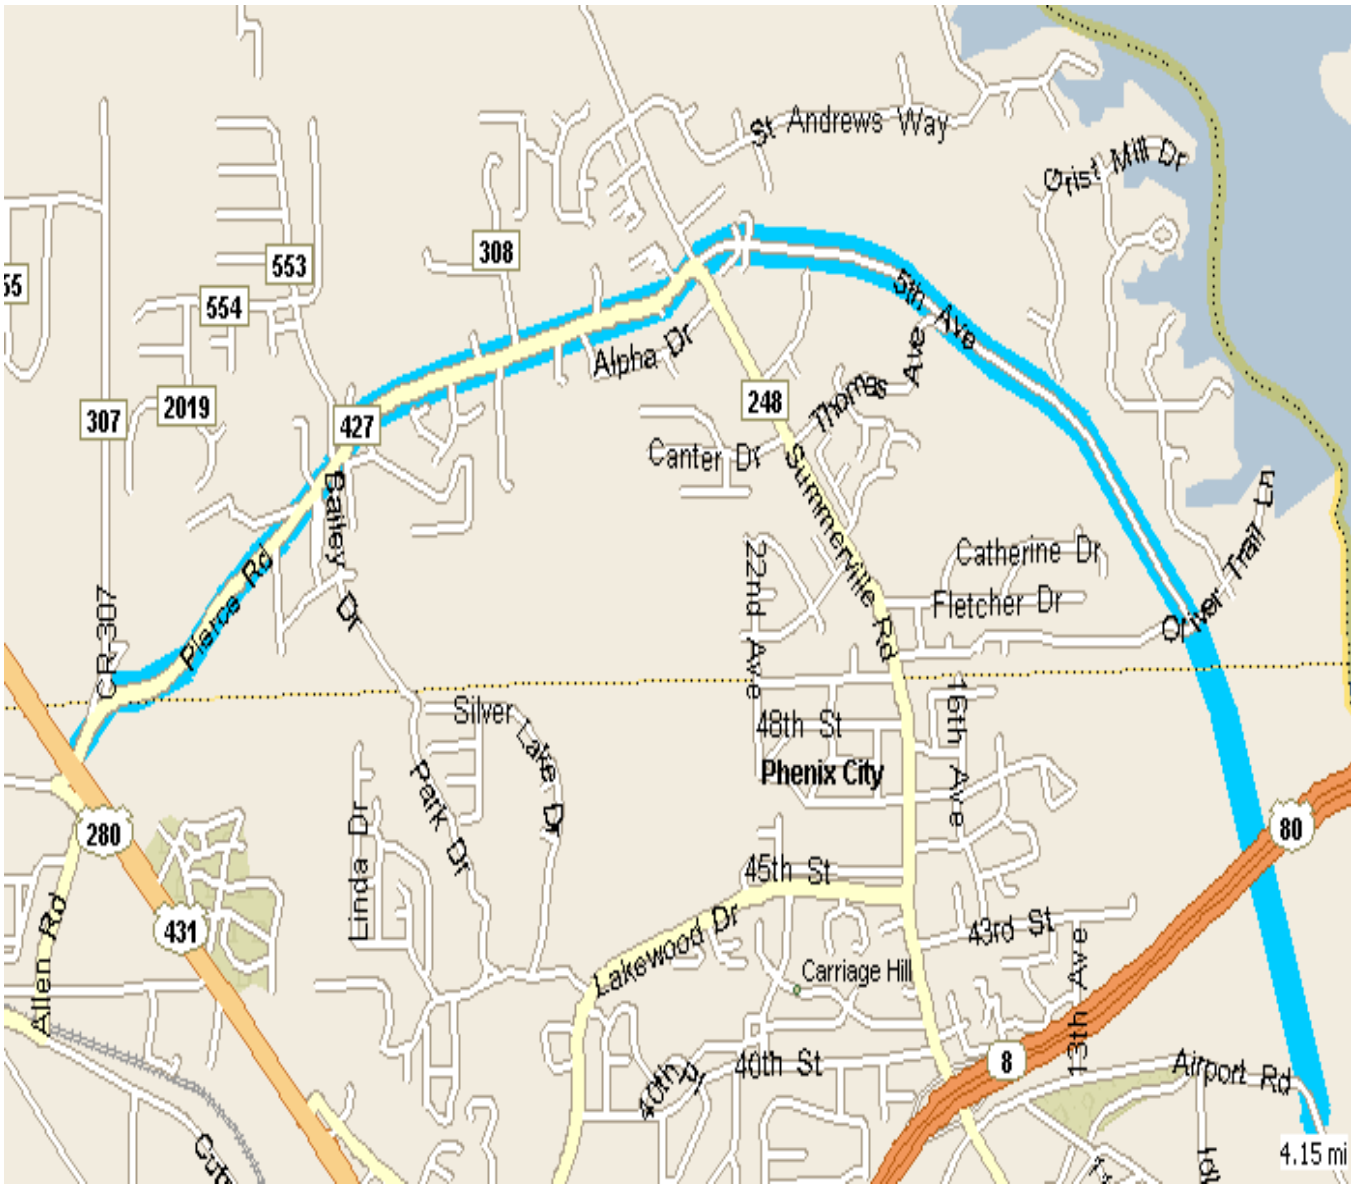 St Andrews Way
Grist Mill Dr
308
553
55
554
5th Ave
Alpha Dr
Thomas Ave
248
2019
307
427
Canter Dr
Summerville Rd
Bailey Dr
Oliver Trail Ln
22nd Ave
Catherine Dr
Pierce Rd
CR-307
Fletcher Dr
16th Ave
Silver Lake Dr
48th St
Phenix City
Park Dr
Linda Dr
280
80
45th St
431
Lakewood Dr
43rd St
Allen Rd
Carriage Hill
13th Ave
40th St
40th Pl
8
Airport Rd
4.15 mi